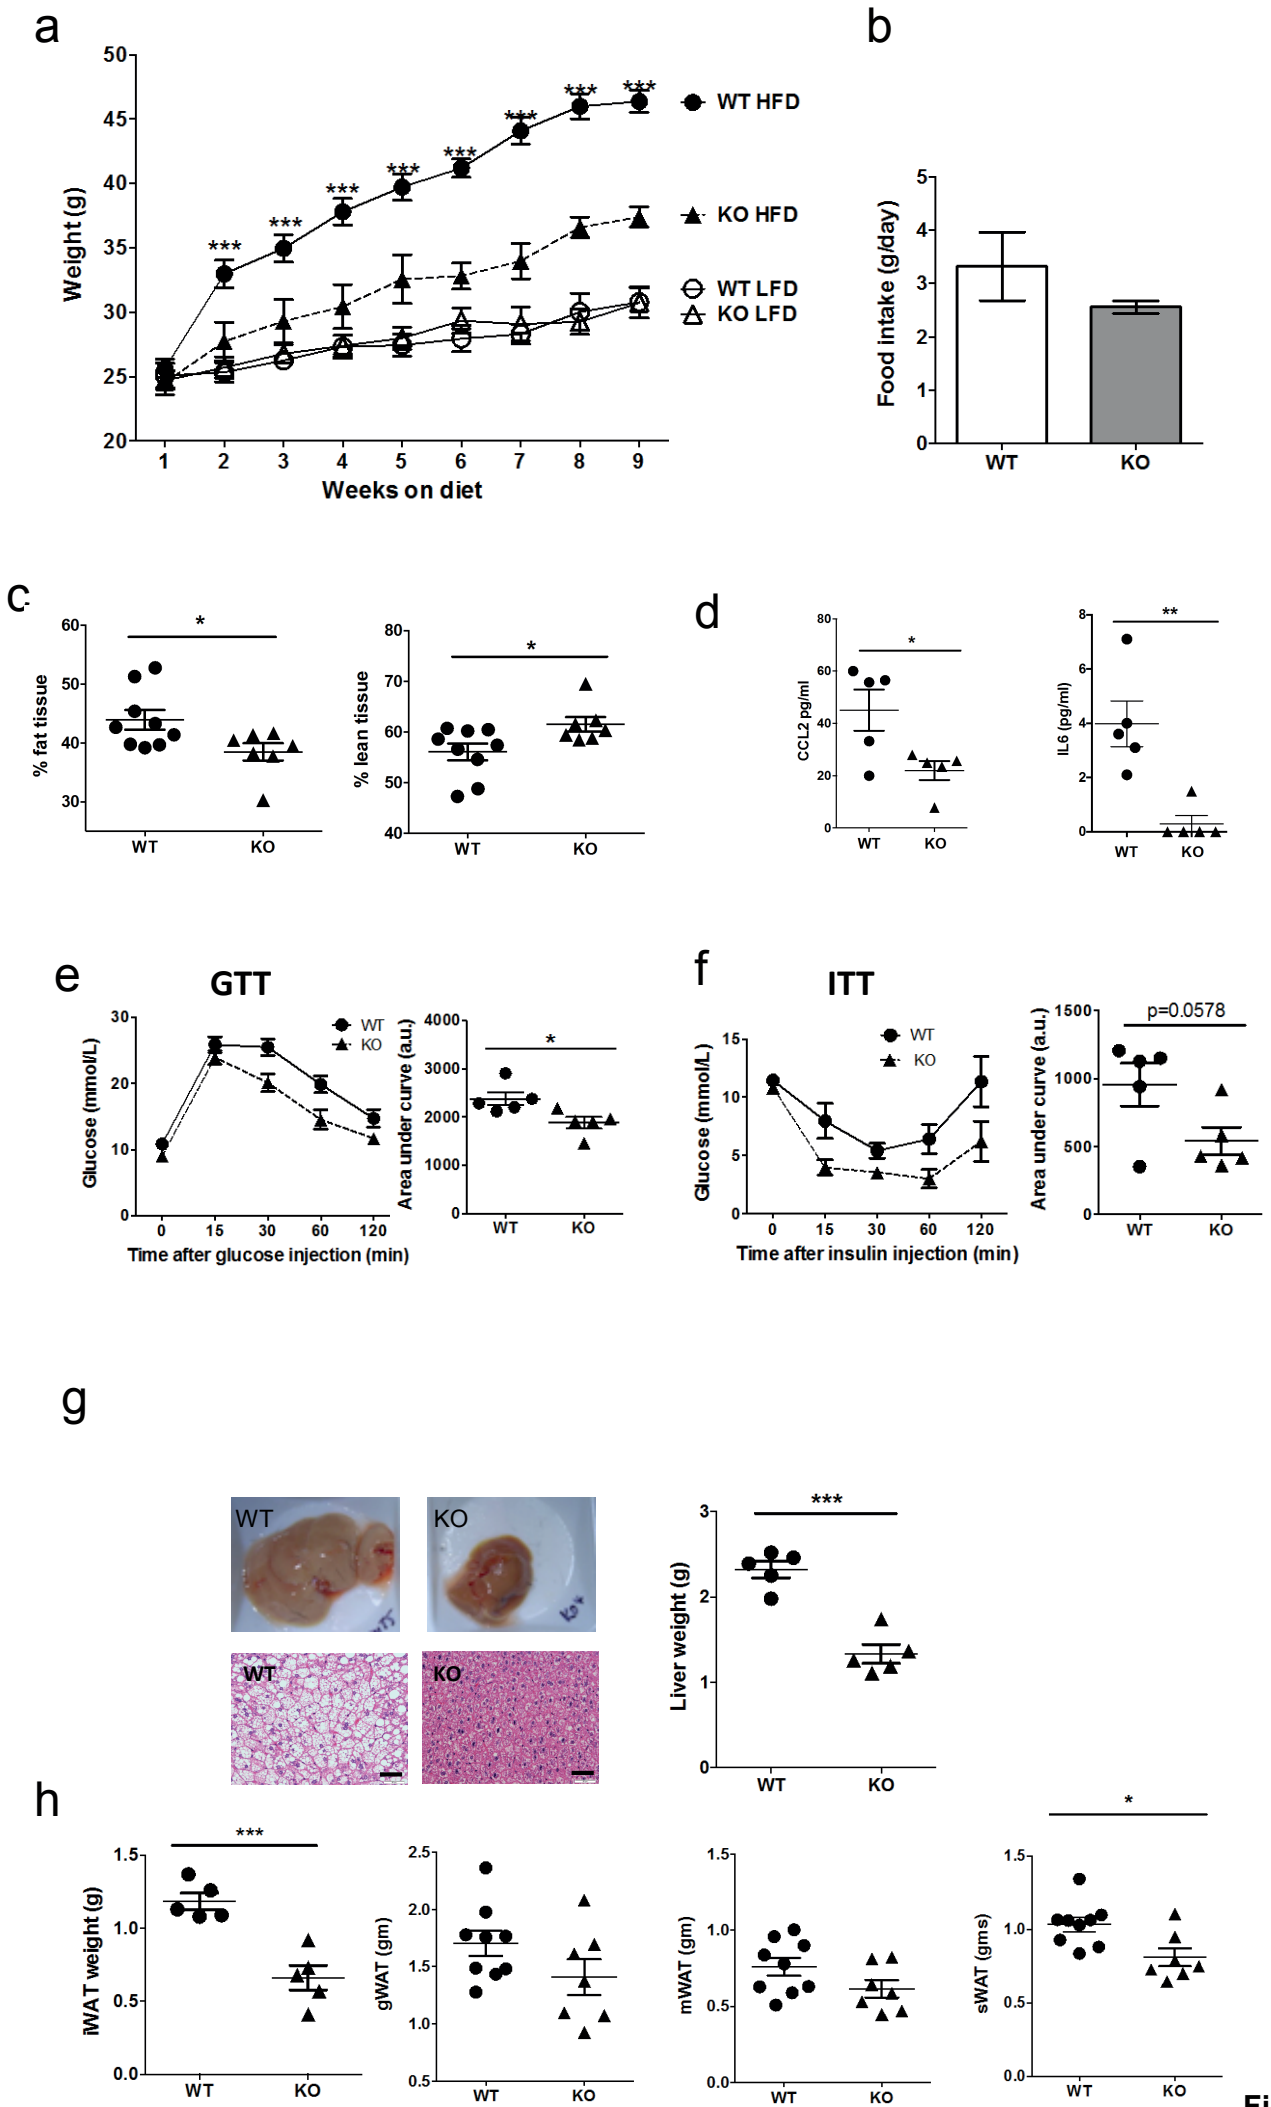 a
50
45
40
35
30
25
20
Weight (g)
***
***
***
***
***
***
***
***
WT HFD
KO HFD
WT LFD
KO LFD
1 2 3 4 5 6 7 8 9
Weeks on diet
b
5
4
3
2
1
0
Food intake (g/day)
WT KO
c
60
50
40
30
% fat tissue
*
WT KO
80
70
60
50
40
% lean tissue
*
WT KO
d
80
60
40
20
0
CCL2 pg/ml
*
WT KO
8
6
4
2
0
IL6 (pg/ml)
**
WT KO
e
GTT
30
20
10
0
Glucose (mmol/L)
WT
KO
0 15 30 60 120
Time after glucose injection (min)
4000
3000
2000
1000
0
Area under curve (a.u.)
*
WT KO
f
ITT
15
10
5
0
Glucose (mmol/L)
WT
KO
0 15 30 60 120
Time after insulin injection (min)
1500
1000
500
0
Area under curve (a.u.)
p=0.0578
WT KO
g
WT
KO
WT
KO
3
2
1
0
Liver weight (g)
***
WT KO
h
1.5
1.0
0.5
0.0
iWAT weight (g)
***
WT KO
2.5
2.0
1.5
1.0
0.5
gWAT (gm)
WT KO
1.5
1.0
0.5
0.0
mWAT (gm)
WT KO
1.5
1.0
0.5
0.0
sWAT (gms)
*
WT KO